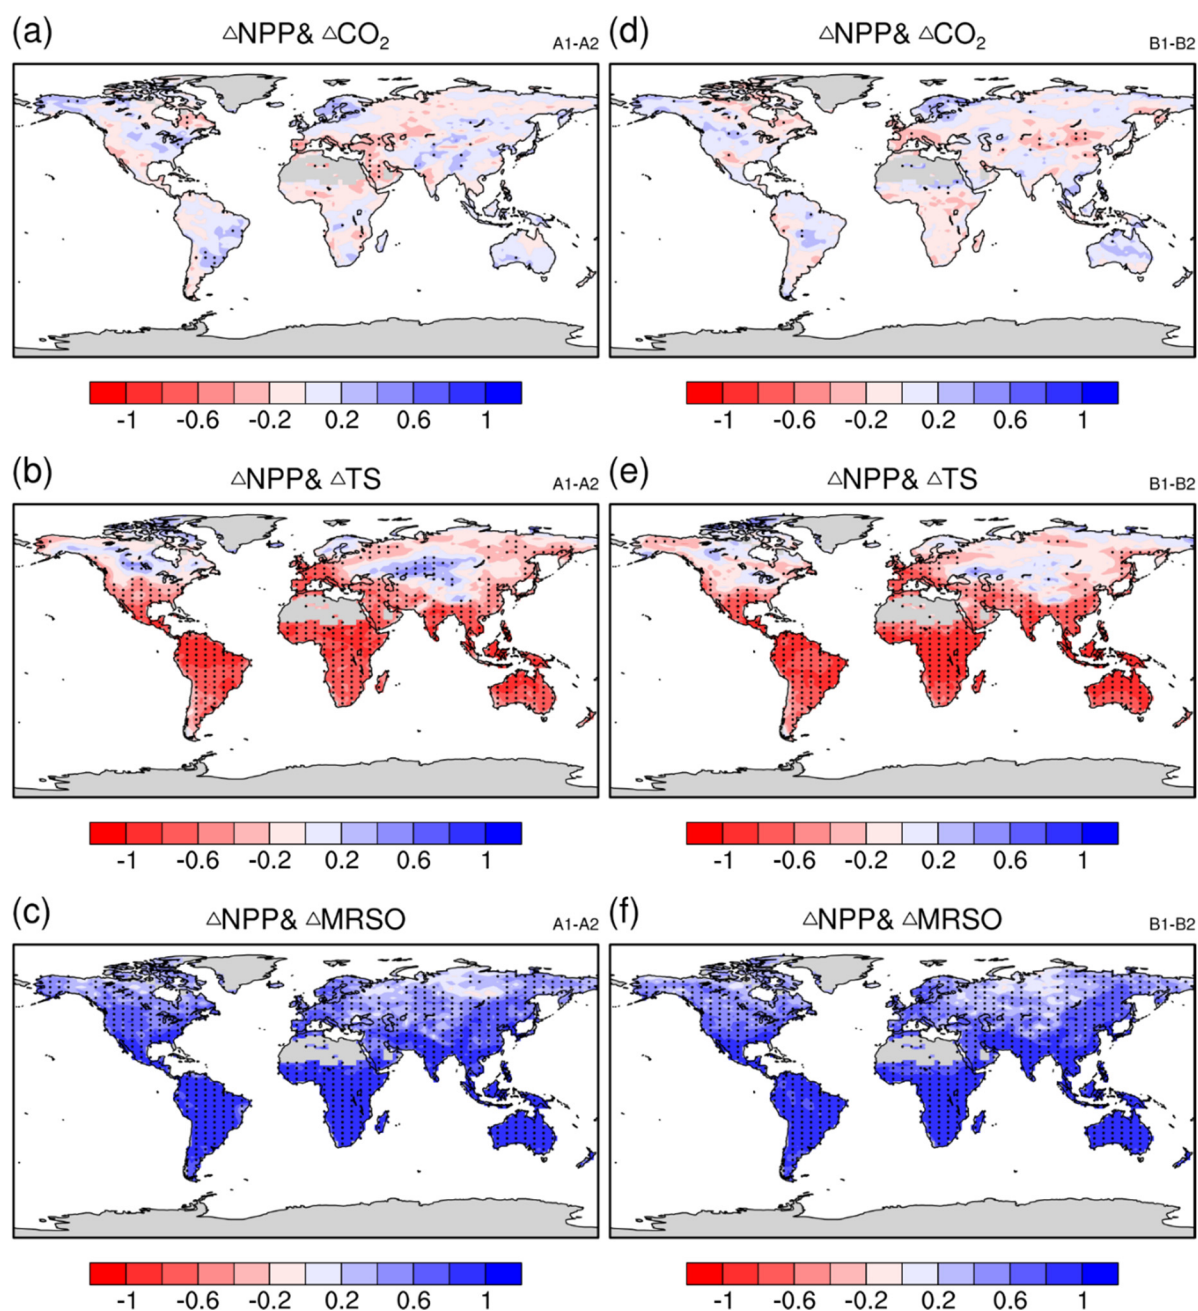 (a) △NPP& △CO₂ A1-A2
(d) △NPP& △CO₂ B1-B2
-1 -0.6 -0.2 0.2 0.6 1
-1 -0.6 -0.2 0.2 0.6 1
(b) △NPP& △TS A1-A2
(e) △NPP& △TS B1-B2
-1 -0.6 -0.2 0.2 0.6 1
-1 -0.6 -0.2 0.2 0.6 1
(c) △NPP& △MRSO A1-A2
(f) △NPP& △MRSO B1-B2
-1 -0.6 -0.2 0.2 0.6 1
-1 -0.6 -0.2 0.2 0.6 1